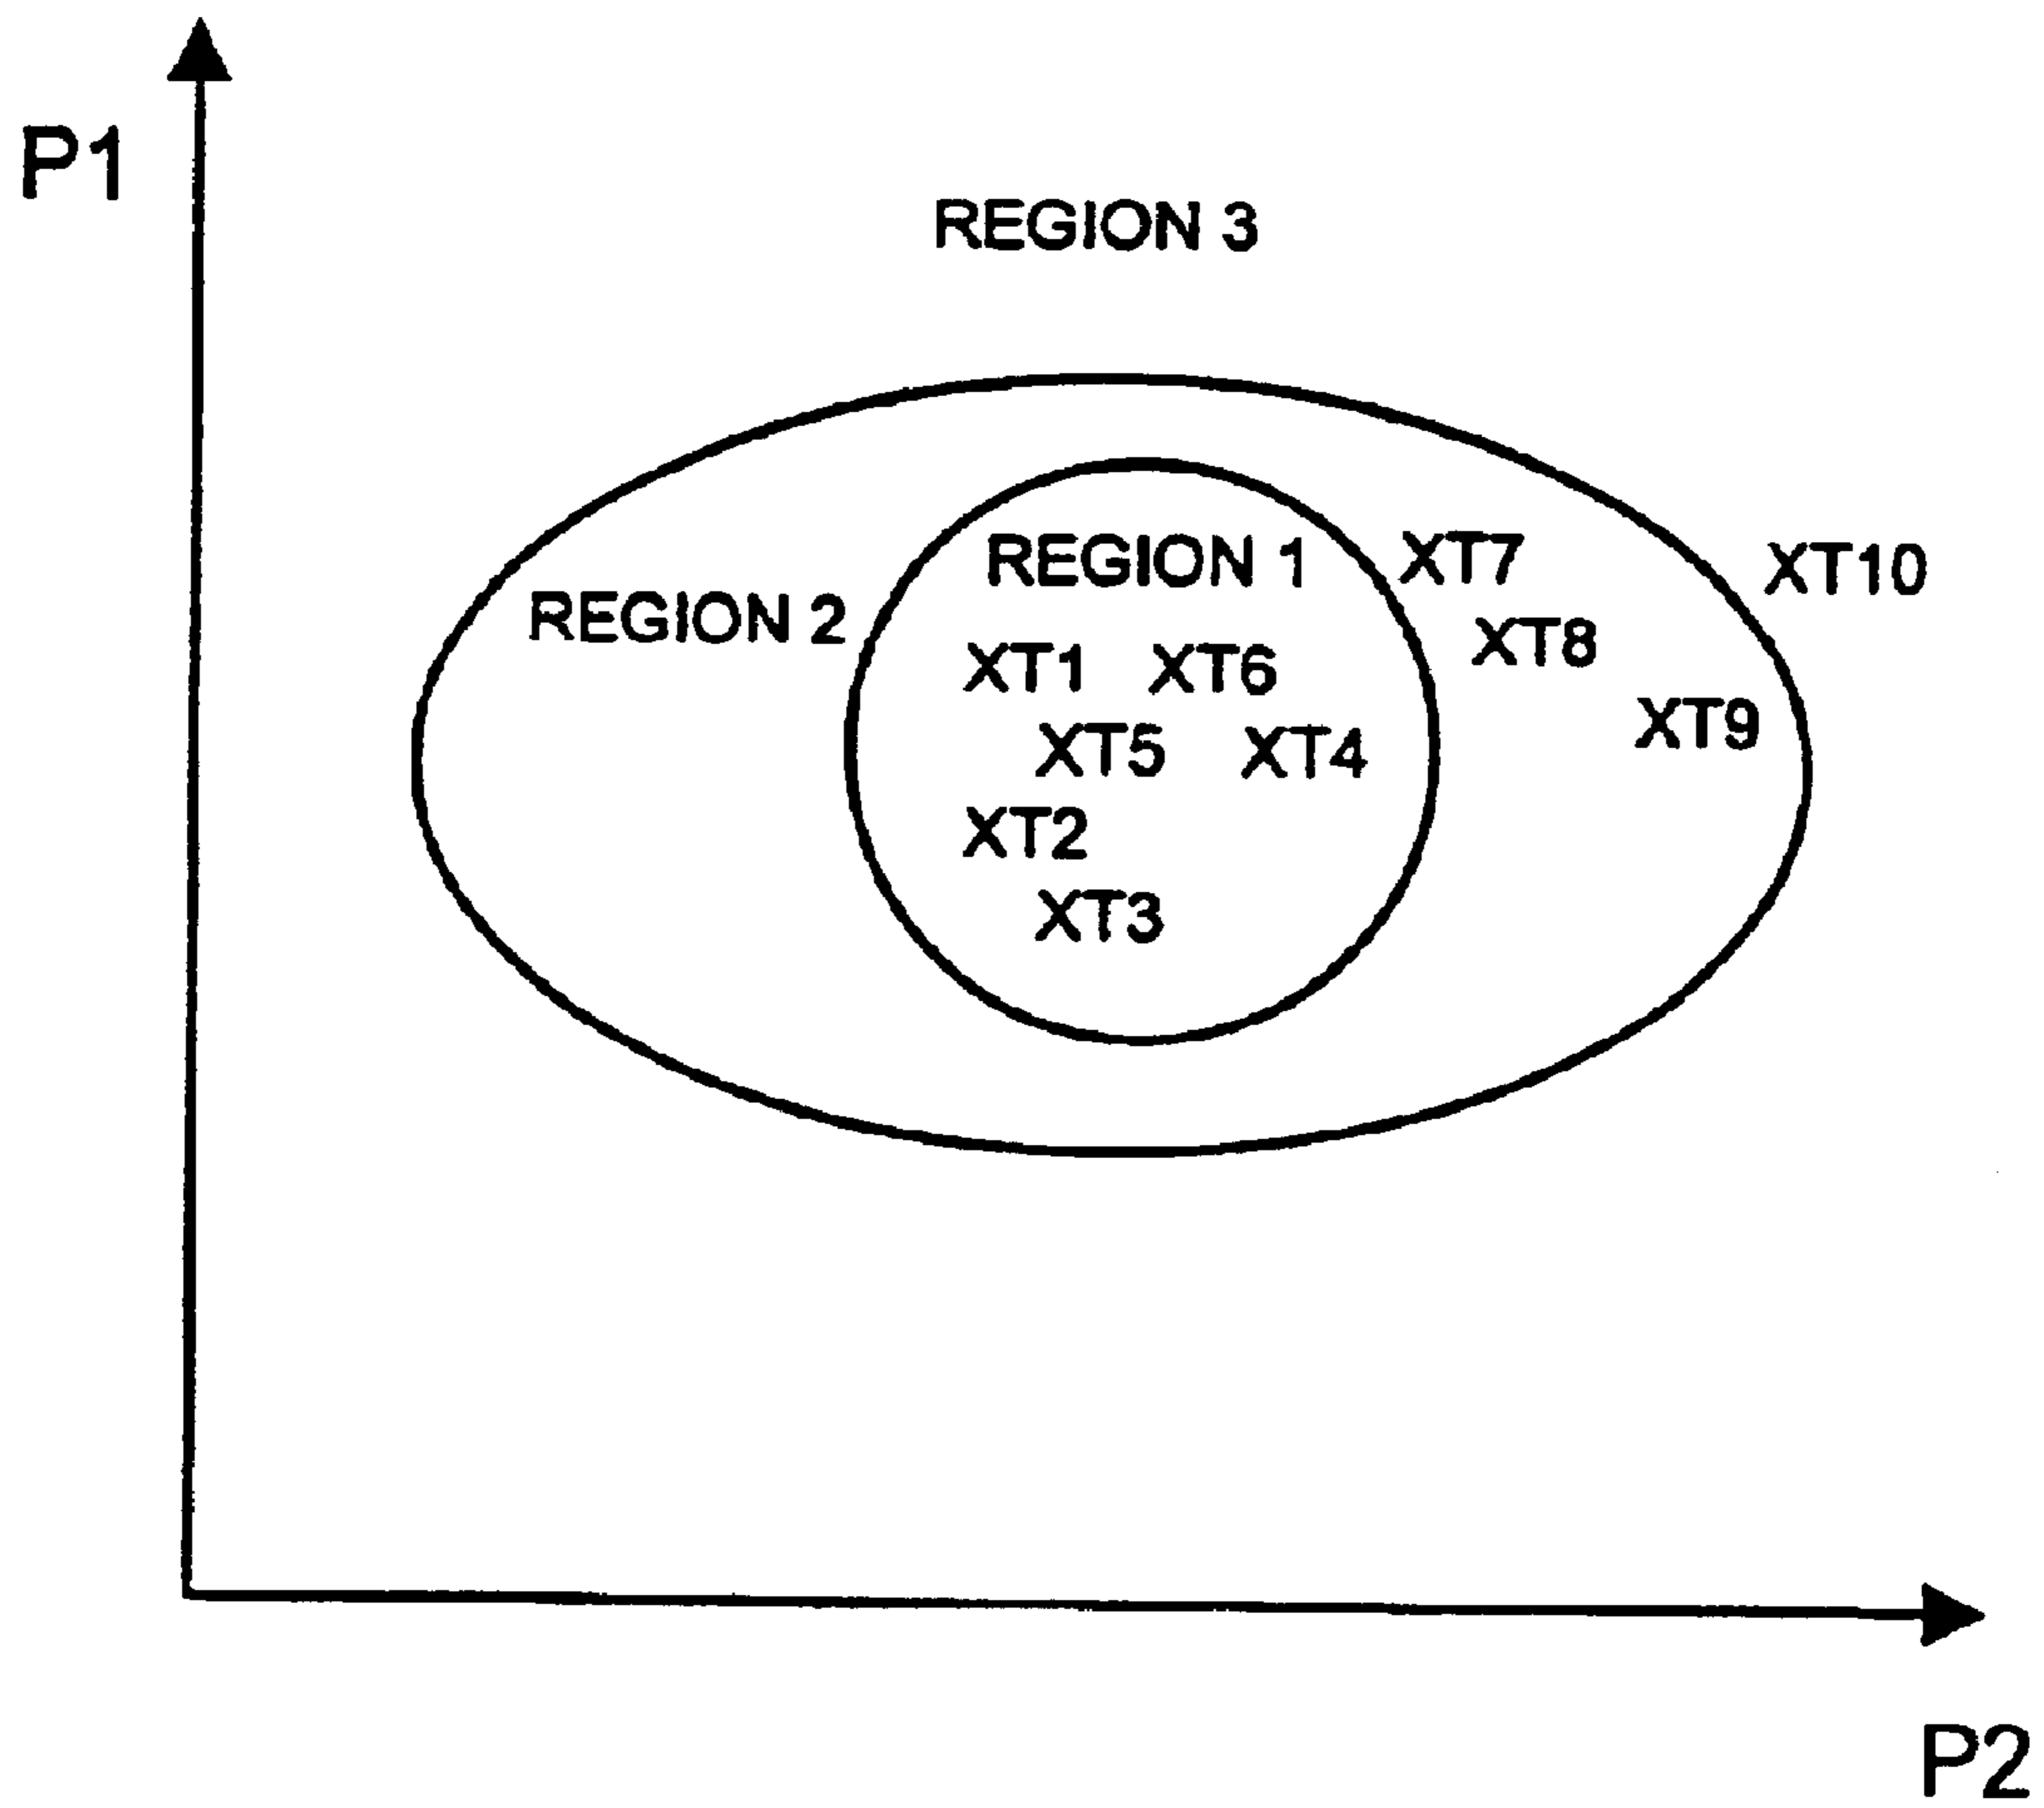 P1
REGION 3
REGION 1
XT7
XT10
REGION 2
XT8
XT1 XT6
XT9
XT5 XT4
XT2
XT3
P2